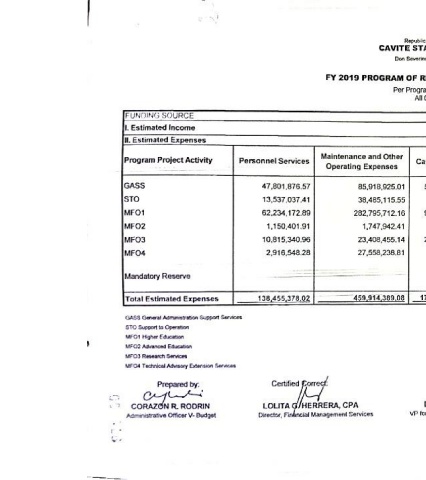 Republic
CAVITE STA
Don Severin
FY 2019 PROGRAM OF R
Per Progra
All C
FUNDING SOURCE
I. Estimated Income
II. Estimated Expenses
Program Project Activity Personnel Services Maintenance and Other Operating Expenses Ca
GASS 47,801,876.57 85,918,925.01
STO 13,537,037.41 38,485,115.55
MFO1 62,234,172.89 282,795,712.16
MFO2 1,150,401.91 1,747,942.41
MFO3 10,815,340.96 23,408,455.14
MFO4 2,916,548.28 27,558,238.81
Mandatory Reserve
Total Estimated Expenses 138,455,378.02 459,914,389.08 17
GASS General Administration Support Services
STO Support to Operation
MFO1 Higher Education
MFO2 Advanced Education
MFO3 Research Services
MFO4 Technical Advisory Extension Services
Prepared by: Certified Correct:
CORAZON R. RODRIN LOLITA G. HERRERA, CPA
Administrative Officer V- Budget Director, Financial Management Services VP fo